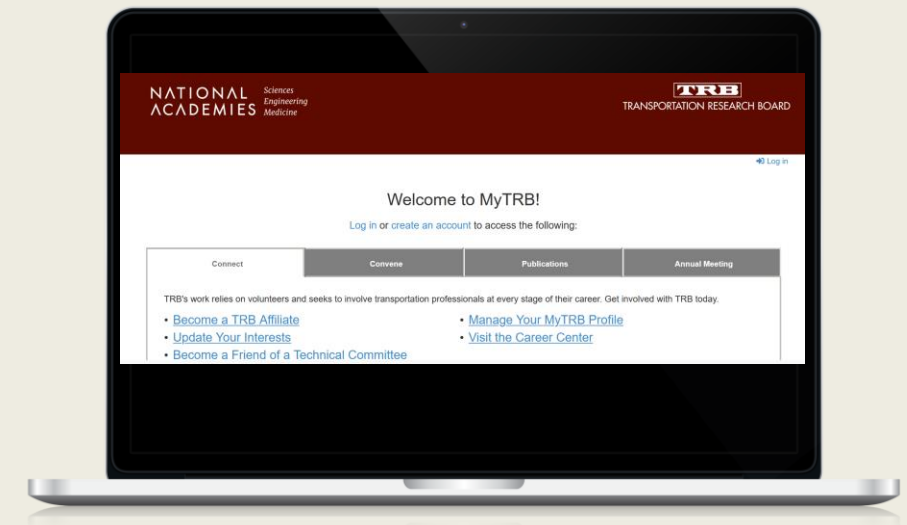 NATIONAL
ACADEMIES
Sciences
Engineering
Medicine
TRB
TRANSPORTATION RESEARCH BOARD
Log in
Welcome to MyTRB!
Log in or create an account to access the following:
Connect Convene Publications Annual Meeting
TRB's work relies on volunteers and seeks to involve transportation professionals at every stage of their career. Get involved with TRB today.
• Become a TRB Affiliate
• Update Your Interests
• Become a Friend of a Technical Committee
• Manage Your MyTRB Profile
• Visit the Career Center